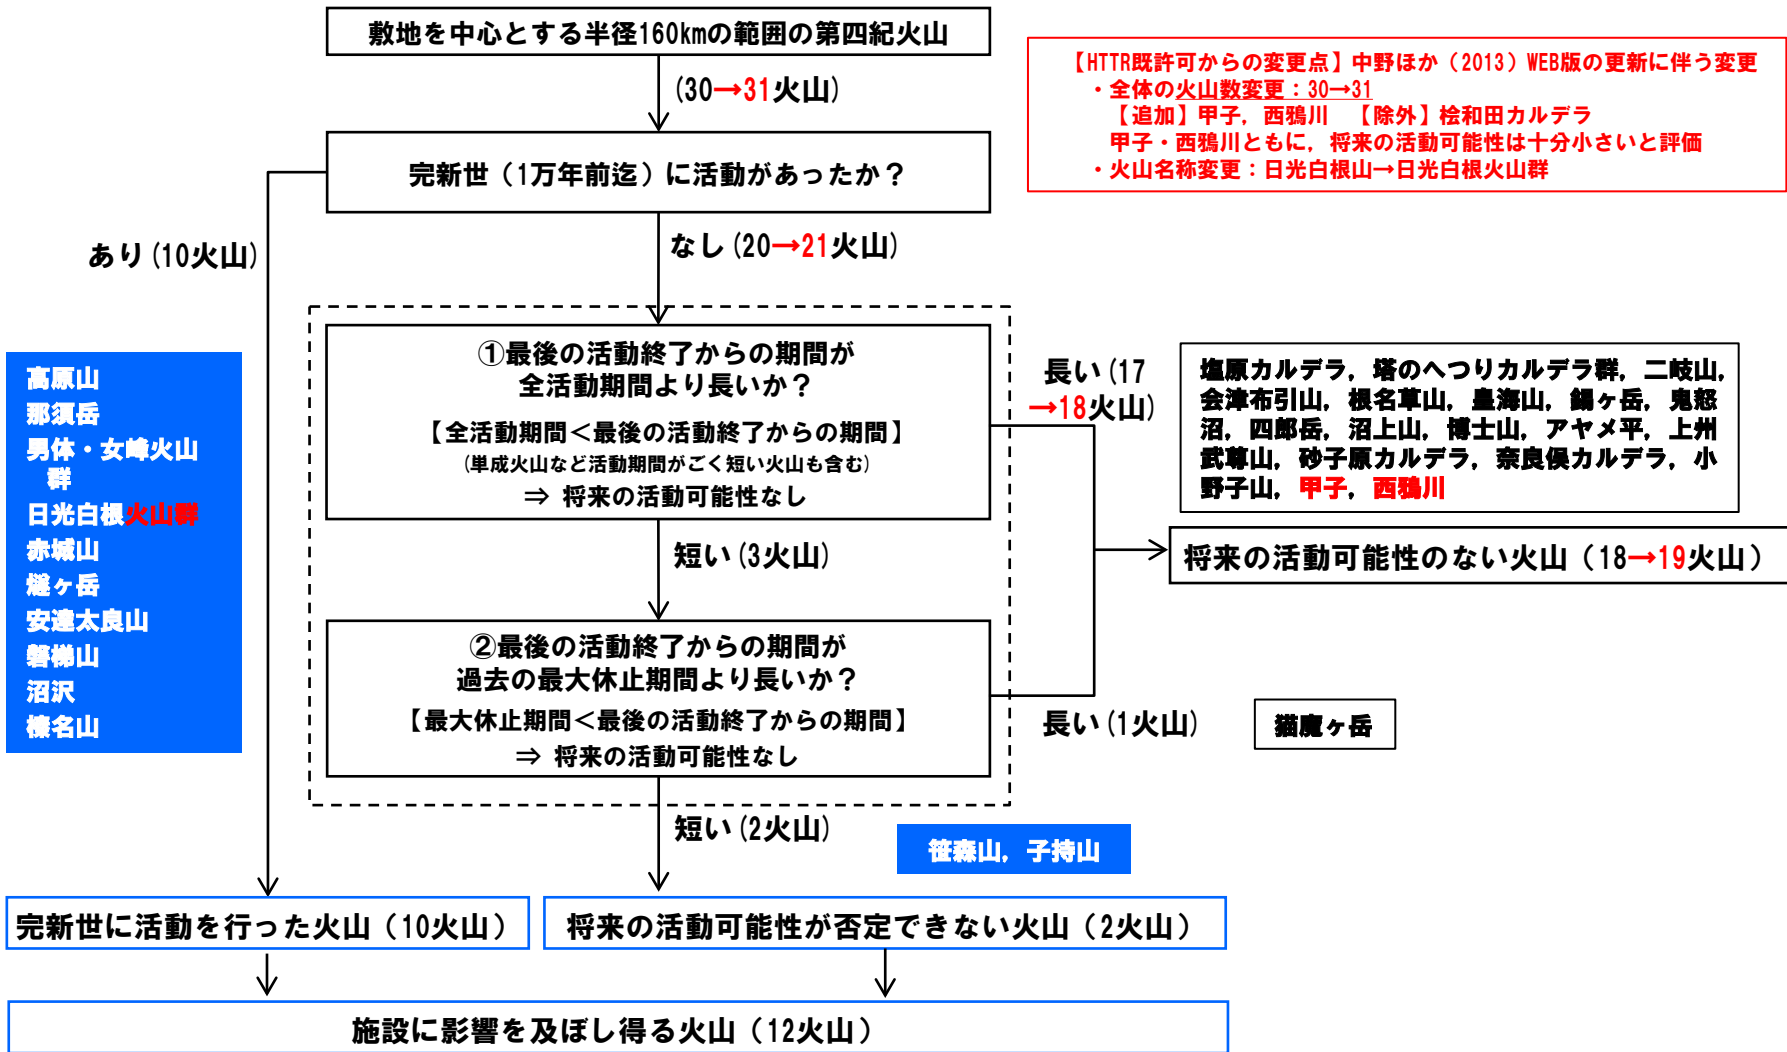 敷地を中心とする半径160kmの範囲の第四紀火山
(30→31火山)
【HTTR既許可からの変更点】中野ほか（2013）WEB版の更新に伴う変更
・全体の火山数変更：30→31
【追加】甲子，西鴉川　【除外】桧和田カルデラ
甲子・西鴉川ともに，将来の活動可能性は十分小さいと評価
・火山名称変更：日光白根山→日光白根火山群
完新世（1万年前迄）に活動があったか？
あり(10火山)
なし(20→21火山)
高原山
那須岳
男体・女峰火山
群
日光白根火山群
赤城山
燧ヶ岳
安達太良山
磐梯山
沼沢
榛名山
①最後の活動終了からの期間が
全活動期間より長いか？
【全活動期間＜最後の活動終了からの期間】
(単成火山など活動期間がごく短い火山も含む)
⇒ 将来の活動可能性なし
長い(17
→18火山)
塩原カルデラ，塔のへつりカルデラ群，二岐山，
会津布引山，根名草山，皇海山，錫ヶ岳，鬼怒
沼，四郎岳，沼上山，博士山，アヤメ平，上州
武尊山，砂子原カルデラ，奈良俣カルデラ，小
野子山，甲子，西鴉川
短い(3火山)
将来の活動可能性のない火山（18→19火山）
②最後の活動終了からの期間が
過去の最大休止期間より長いか？
【最大休止期間＜最後の活動終了からの期間】
⇒ 将来の活動可能性なし
長い(1火山)
猫魔ヶ岳
短い(2火山)
笹森山，子持山
完新世に活動を行った火山（10火山）
将来の活動可能性が否定できない火山（2火山）
施設に影響を及ぼし得る火山（12火山）